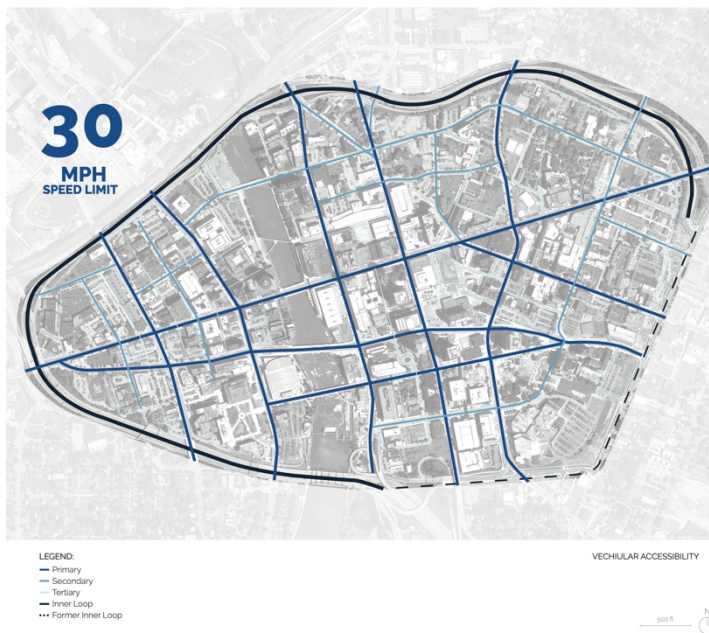 30
MPH
SPEED LIMIT
LEGEND:
Primary
Secondary
Tertiary
Inner Loop
Former Inner Loop
VECHIULAR ACCESSIBILITY
500 ft
N